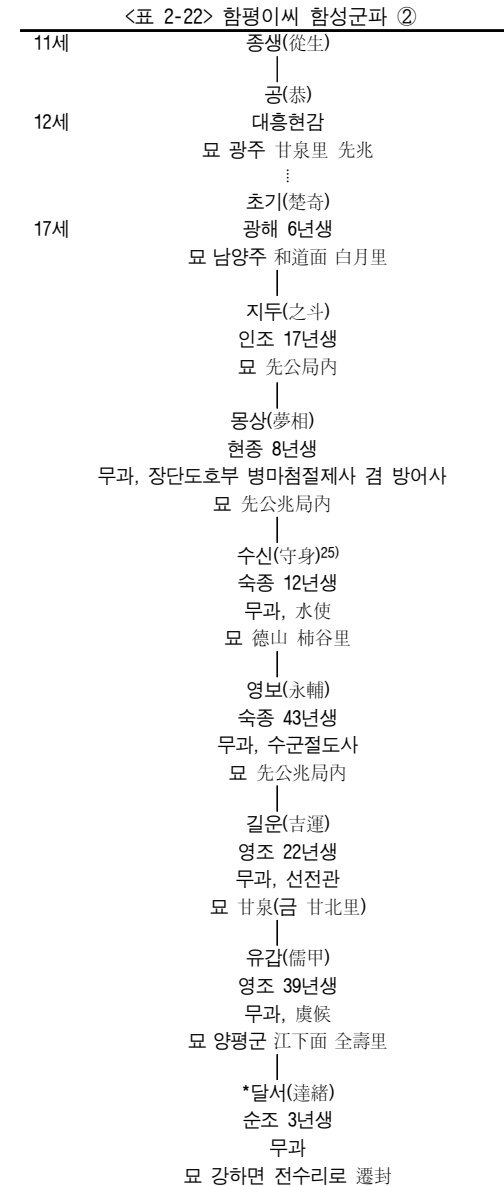 <표 2-22> 함평이씨 함성군파 ②
11세 종생(從生)
공(恭)
12세 대흥현감
묘 광주 甘泉里 先兆
초기(楚奇)
17세 광해 6년생
묘 남양주 和道面 白月里
지두(之斗)
인조 17년생
묘 先公局內
몽상(夢相)
현종 8년생
무과, 장단도호부 병마첨절제사 겸 방어사
묘 先公兆局內
수신(守身)25)
숙종 12년생
무과, 水使
묘 德山 柿谷里
영보(永輔)
숙종 43년생
무과, 수군절도사
묘 先公兆局內
길운(吉運)
영조 22년생
무과, 선전관
묘 甘泉(금 甘北里)
유갑(儒甲)
영조 39년생
무과, 虞候
묘 양평군 江下面 全壽里
*달서(達緖)
순조 3년생
무과
묘 강하면 전수리로 遷封